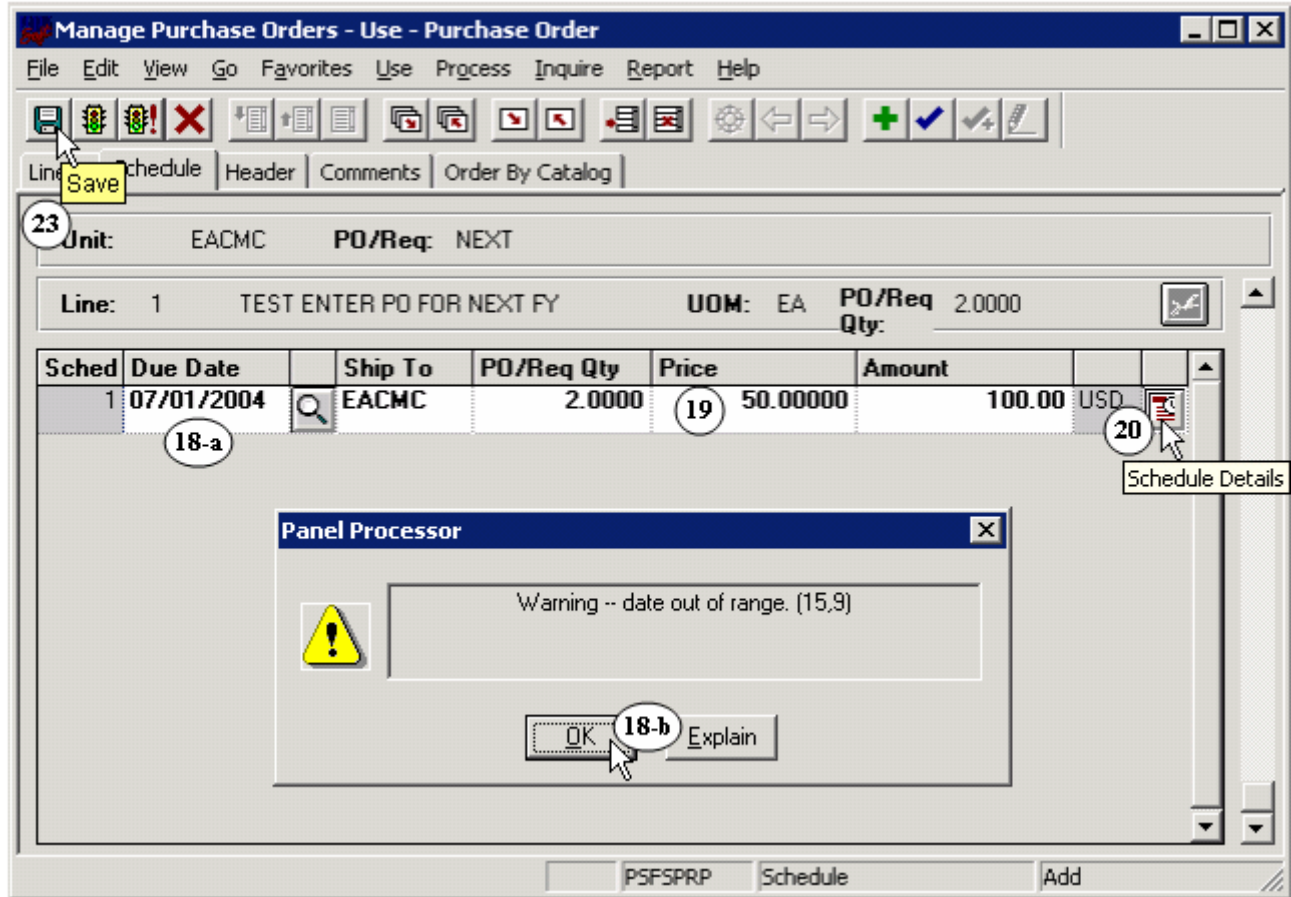 Manage Purchase Orders - Use - Purchase Order
File Edit View Go Favorites Use Process Inquire Report Help
Schedule Header Comments Order By Catalog
Save
23
Unit: EACMC PO/Req: NEXT
Line: 1 TEST ENTER PO FOR NEXT FY UOM: EA PO/Req Qty: 2.0000
Sched Due Date Ship To PO/Req Qty Price Amount
1 07/01/2004 EACMC 2.0000 19 50.00000 100.00 USD
18-a
20
Schedule Details
Panel Processor
Warning -- date out of range. (15,9)
OK 18-b Explain
PSFSPRP Schedule Add